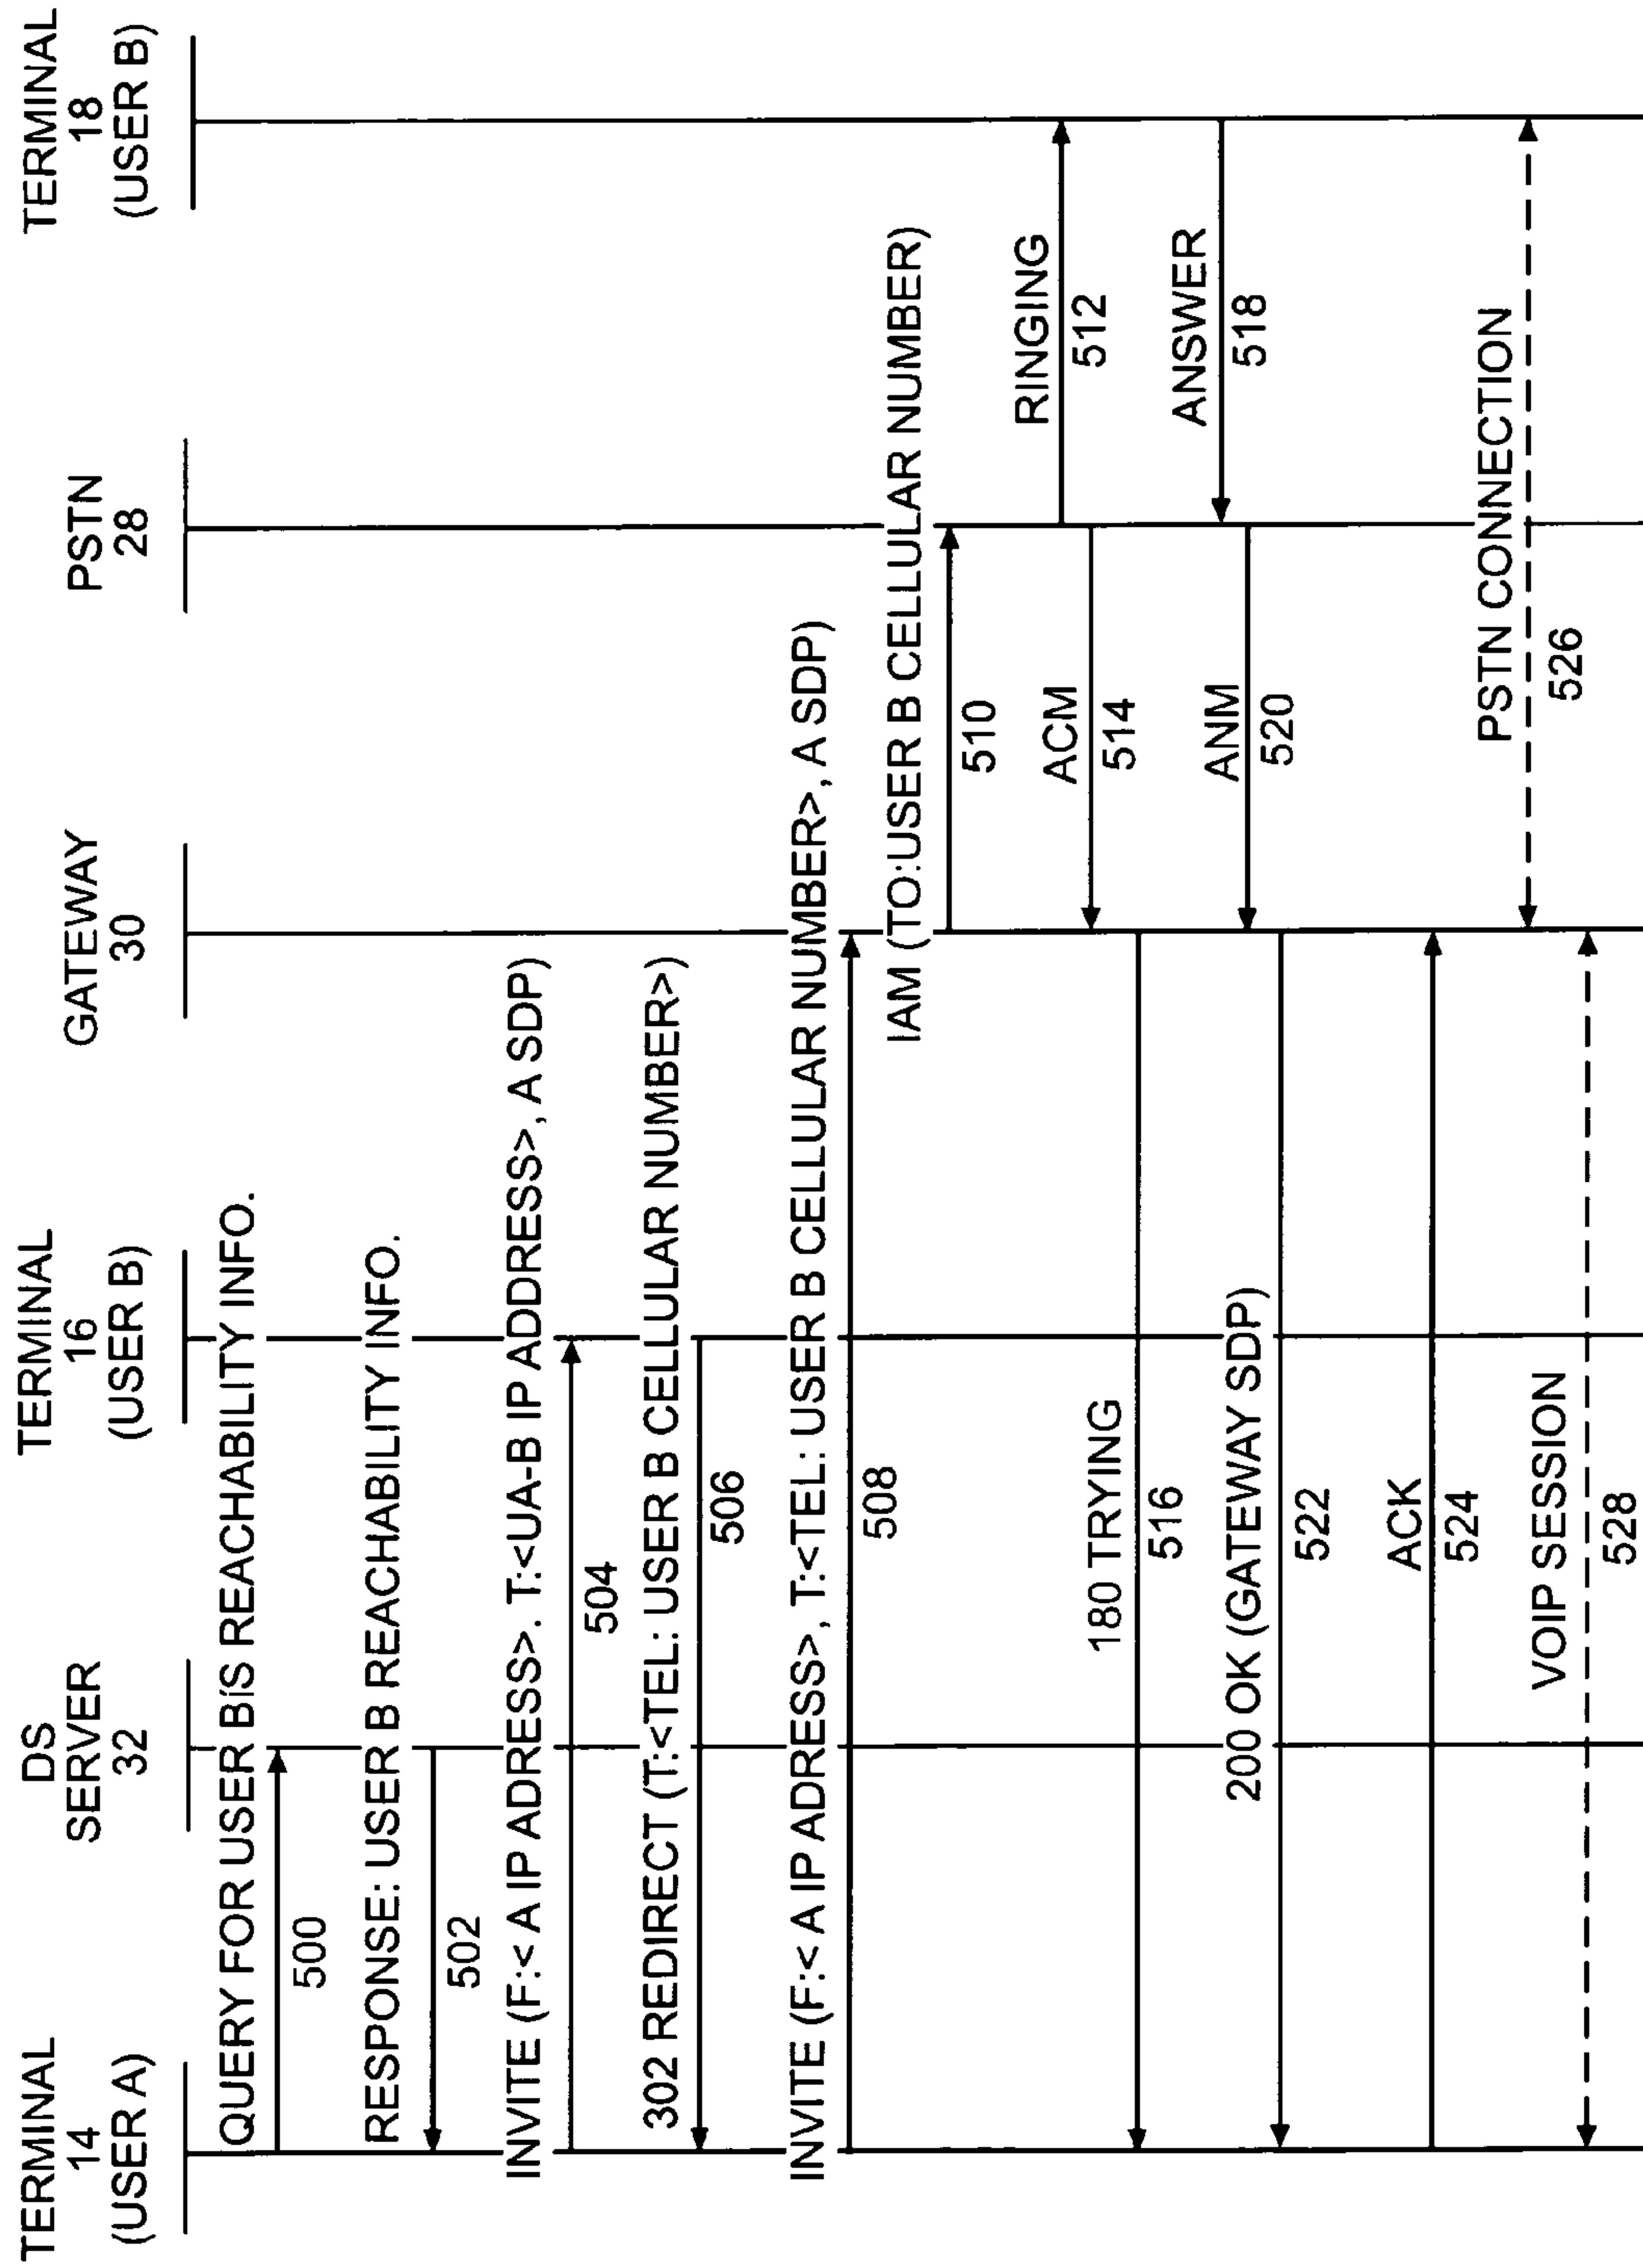 TERMINAL
14
(USER A)
DS
SERVER
32
TERMINAL
16
(USER B)
GATEWAY
30
PSTN
28
TERMINAL
18
(USER B)
QUERY FOR USER BíS REACHABILITY INFO.
500
RESPONSE: USER B REACHABILITY INFO.
502
INVITE (F:< A IP ADRESS>. T:<UA-B IP ADDRESS>, A SDP)
504
302 REDIRECT (T:<TEL: USER B CELLULAR NUMBER>)
506
INVITE (F:< A IP ADRESS>, T:<TEL: USER B CELLULAR NUMBER>, A SDP)
508
IAM (TO:USER B CELLULAR NUMBER)
510
RINGING
512
ACM
514
180 TRYING
516
ANSWER
518
ANM
520
200 OK (GATEWAY SDP)
522
ACK
524
PSTN CONNECTION
526
VOIP SESSION
528